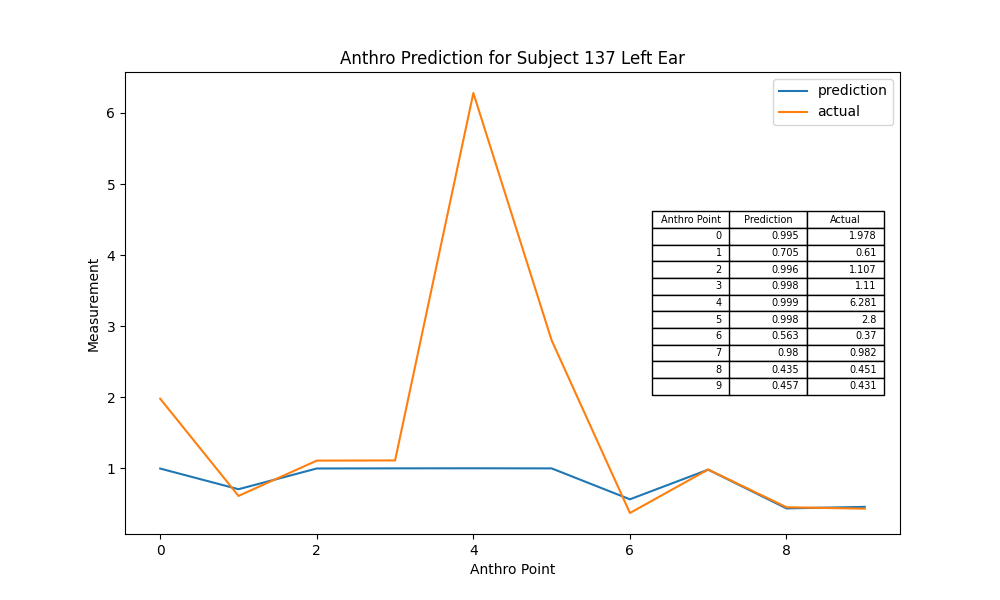 Anthro Prediction for Subject 137 Left Ear
prediction
actual
6
5
4
3
2
1
Measurement
Anthro Point Prediction Actual
0 0.995 1.978
1 0.705 0.61
2 0.996 1.107
3 0.998 1.11
4 0.999 6.281
5 0.998 2.8
6 0.563 0.37
7 0.98 0.982
8 0.435 0.451
9 0.457 0.431
0 2 4 6 8
Anthro Point